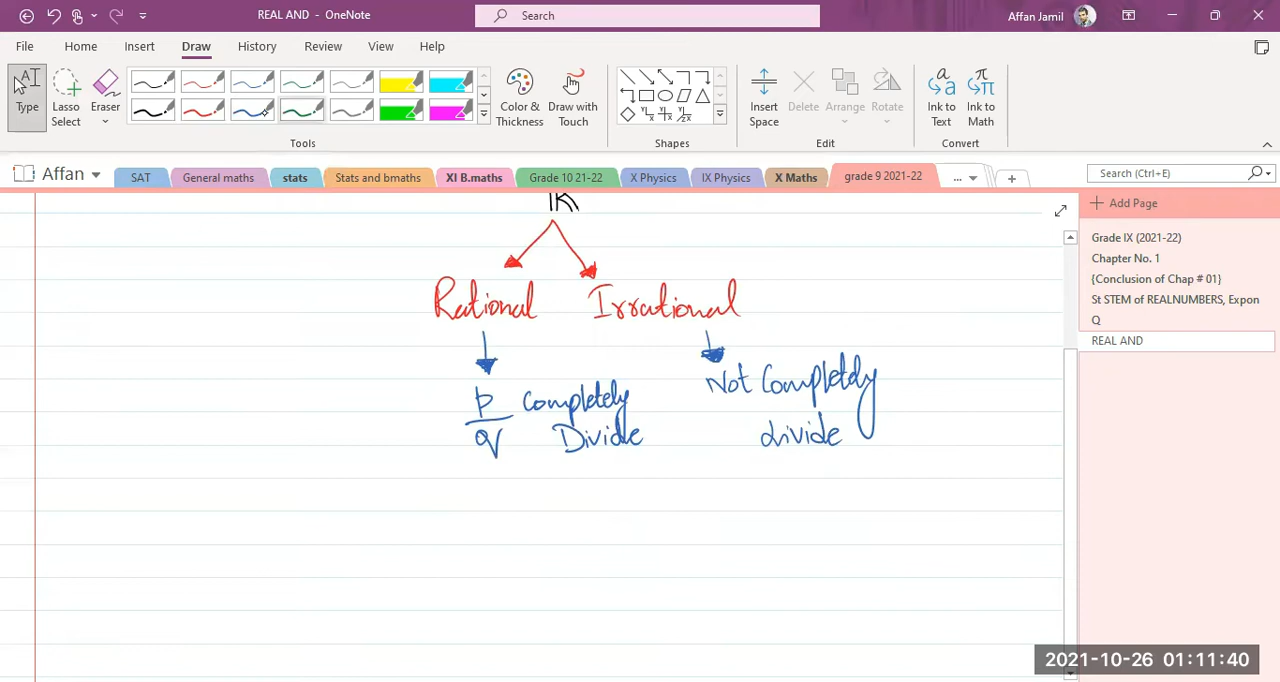 REAL AND - OneNote
Search
Affan Jamil
File Home Insert Draw History Review View Help
Type
Lasso Select
Eraser
Color & Thickness
Draw with Touch
Insert Space
Delete
Arrange
Rotate
Ink to Text
Ink to Math
Tools
Shapes
Edit
Convert
Affan
SAT
General maths
stats
Stats and bmaths
XI B.maths
Grade 10 21-22
X Physics
IX Physics
X Maths
grade 9 2021-22
...
Search (Ctrl+E)
Add Page
Grade IX (2021-22)
Chapter No. 1
{Conclusion of Chap # 01}
St STEM of REALNUMBERS, Expon
Q
REAL AND
IR
Rational Irrational
p/q Completely Divide
Not Completely divide
2021-10-26 01:11:40